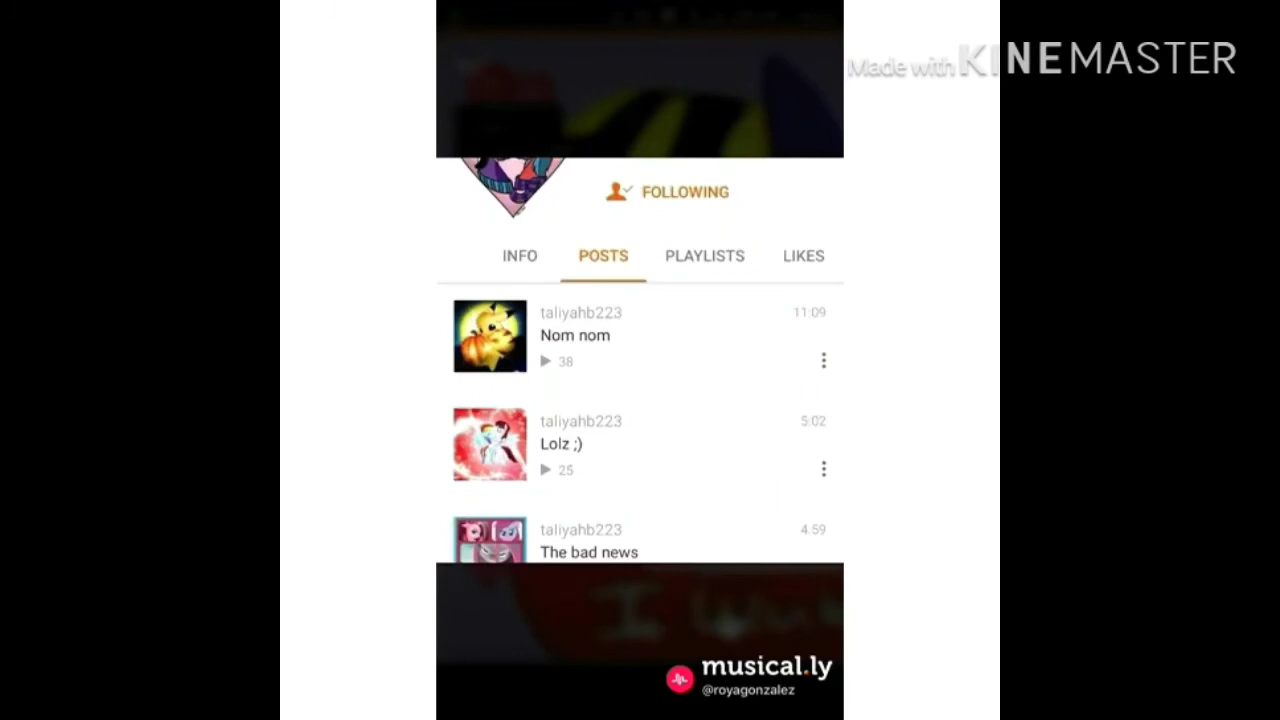 Made with KINEMASTER
FOLLOWING
INFO POSTS PLAYLISTS LIKES
taliyahb223 11:09
Nom nom
38
taliyahb223 5:02
Lolz ;)
25
taliyahb223 4:59
The bad news
I
musical.ly
@royagonzalez